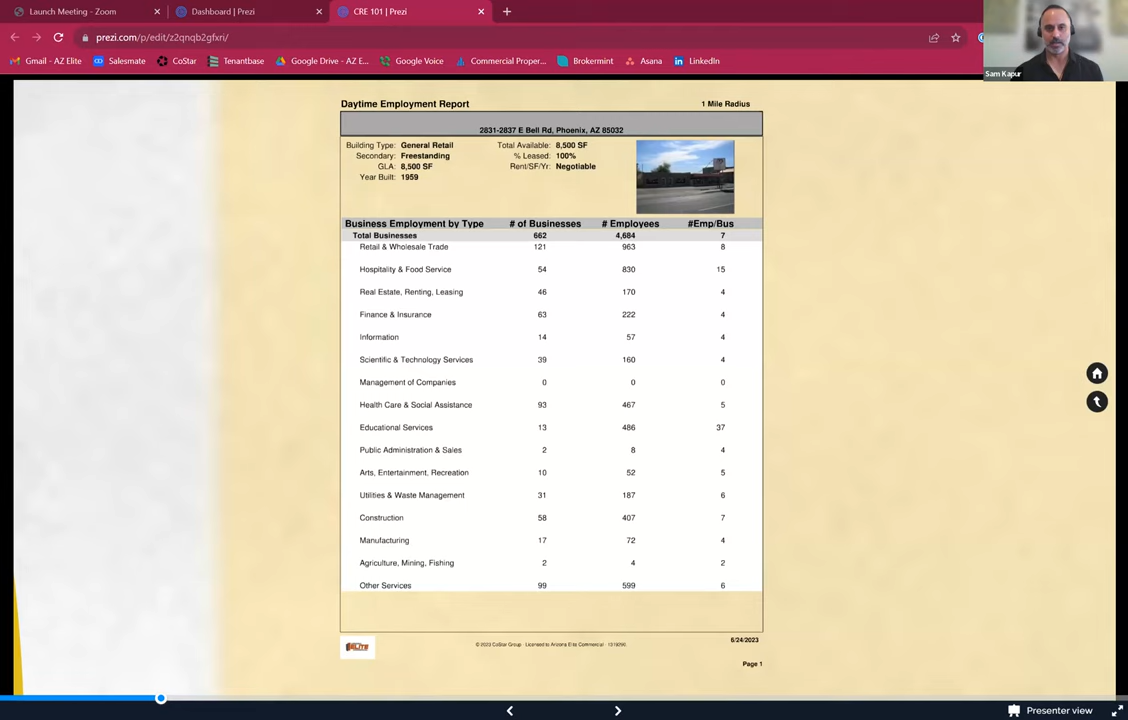 Launch Meeting - Zoom
Dashboard | Prezi
CRE 101 | Prezi
prezi.com/p/edit/z2qnqb2gfxri/
Gmail - AZ Elite
Salesmate
CoStar
Tenantbase
Google Drive - AZ E...
Google Voice
Commercial Proper...
Brokermint
Asana
LinkedIn
Sam Kapur
Daytime Employment Report
1 Mile Radius
2831-2837 E Bell Rd, Phoenix, AZ 85032
Building Type: General Retail
Secondary: Freestanding
GLA: 8,500 SF
Year Built: 1959
Total Available: 8,500 SF
% Leased: 100%
Rent/SF/Yr: Negotiable
Business Employment by Type # of Businesses # Employees #Emp/Bus
Total Businesses 662 4,684 7
Retail & Wholesale Trade 121 963 8
Hospitality & Food Service 54 830 15
Real Estate, Renting, Leasing 46 170 4
Finance & Insurance 63 222 4
Information 14 57 4
Scientific & Technology Services 39 160 4
Management of Companies 0 0 0
Health Care & Social Assistance 93 467 5
Educational Services 13 486 37
Public Administration & Sales 2 8 4
Arts, Entertainment, Recreation 10 52 5
Utilities & Waste Management 31 187 6
Construction 58 407 7
Manufacturing 17 72 4
Agriculture, Mining, Fishing 2 4 2
Other Services 99 599 6
ELITE
© 2023 CoStar Group - Licensed to Arizona Elite Commercial
6/24/2023
Page 1
Presenter view